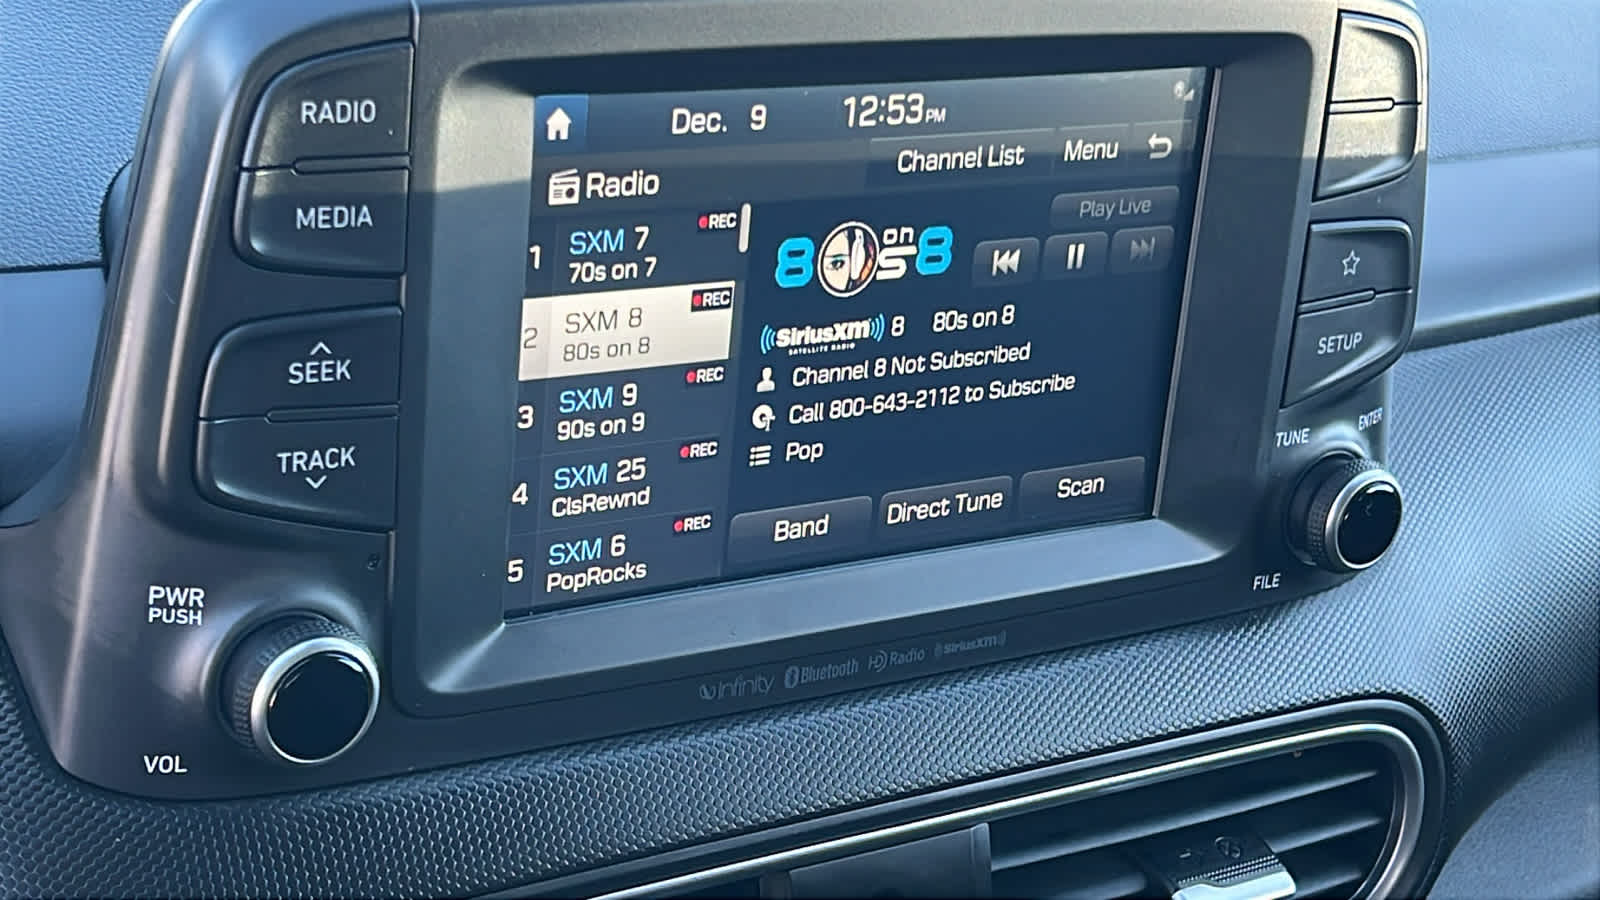 RADIO
MEDIA
SEEK
TRACK
PWR
PUSH
VOL
Dec. 9
12:53PM
Radio
Channel List
Menu
1 SXM 7 REC
70s on 7
2 SXM 8 REC
80s on 8
3 SXM 9 REC
90s on 9
4 SXM 25 REC
ClsRewnd
5 SXM 6 REC
PopRocks
Play Live
80s on 8
SiriusXM 8 80s on 8
SATELLITE RADIO
Channel 8 Not Subscribed
Call 800-643-2112 to Subscribe
Pop
Band
Direct Tune
Scan
Infinity Bluetooth HD Radio SiriusXM
SETUP
TUNE
ENTER
FILE